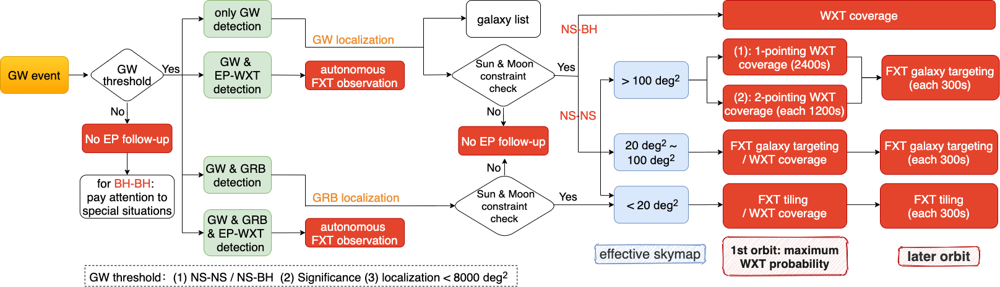 GW event
GW
threshold
Yes
No
No EP follow-up
for BH-BH:
pay attention to
special situations
only GW
detection
GW localization
GW &
EP-WXT
detection
autonomous
FXT observation
GW & GRB
detection
GRB localization
GW & GRB
& EP-WXT
detection
autonomous
FXT observation
galaxy list
Sun & Moon
constraint
check
Yes
No
No EP follow-up
No
Sun & Moon
constraint
check
Yes
NS-BH
NS-NS
> 100 deg²
20 deg² ~
100 deg²
< 20 deg²
effective skymap
WXT coverage
(1): 1-pointing WXT
coverage (2400s)
(2): 2-pointing WXT
coverage (each 1200s)
FXT galaxy targeting
(each 300s)
FXT galaxy targeting
/ WXT coverage
FXT galaxy targeting
(each 300s)
FXT tiling
/ WXT coverage
FXT tiling
(each 300s)
1st orbit: maximum
WXT probability
later orbit
GW threshold: (1) NS-NS / NS-BH (2) Significance (3) localization < 8000 deg²